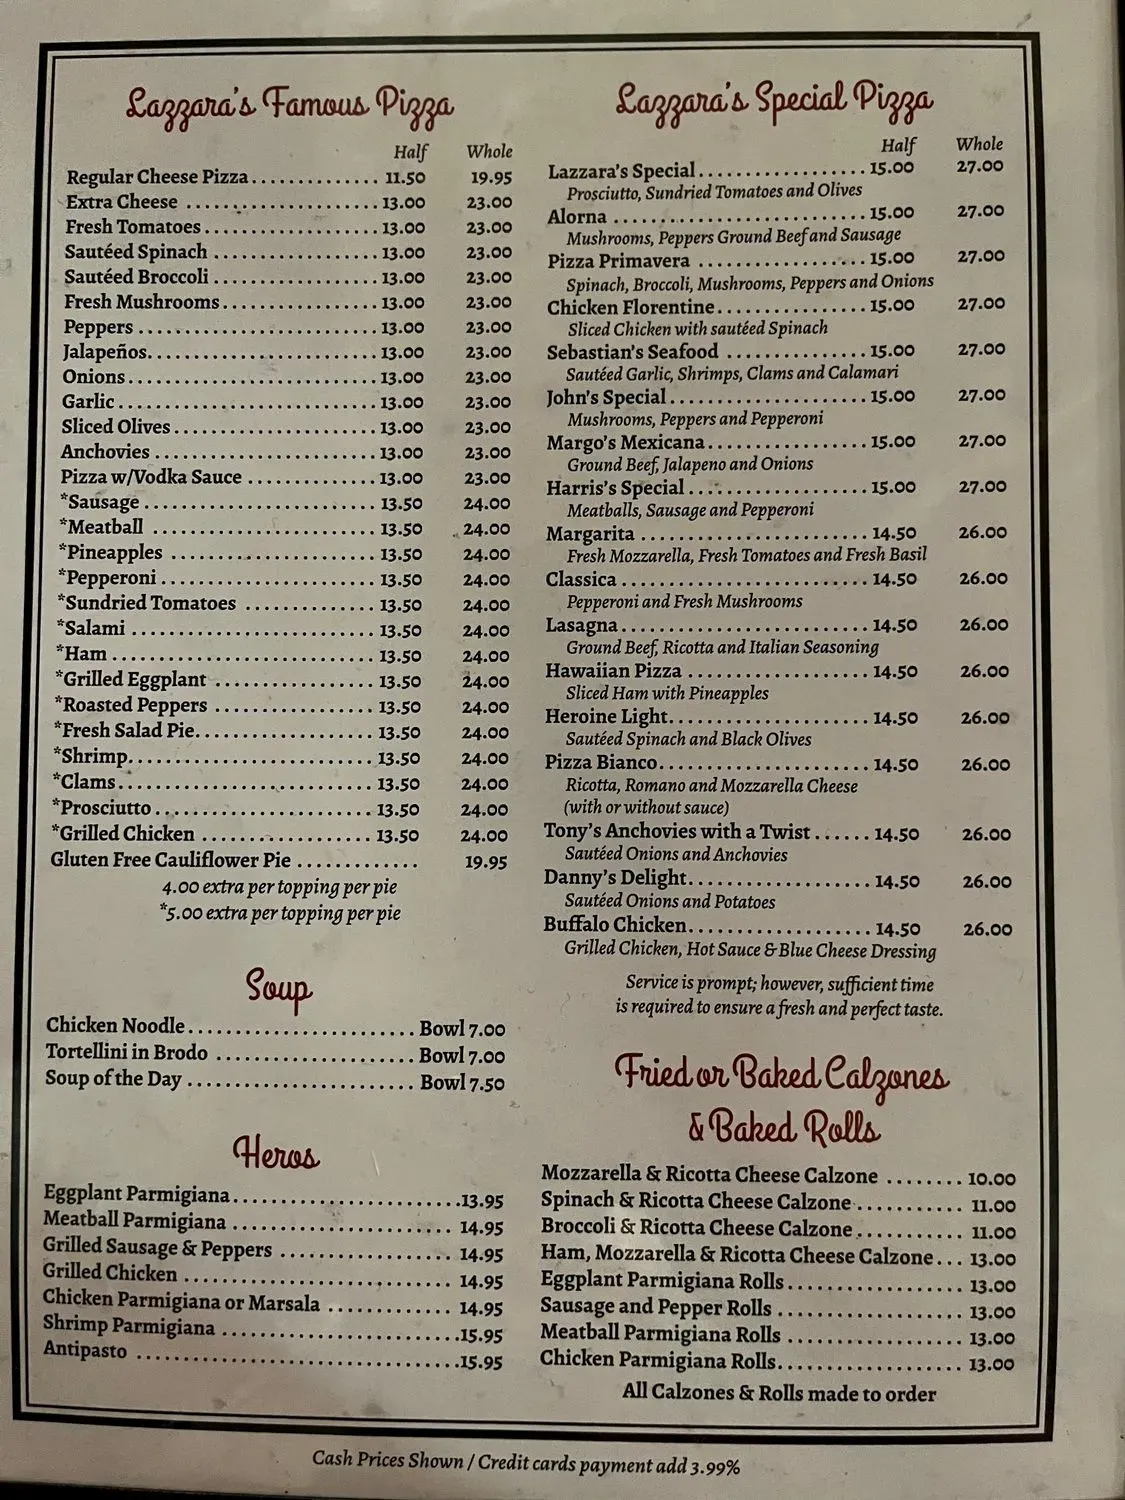 Lazzara's Famous Pizza
Half Whole
Regular Cheese Pizza.............. 11.50 19.95
Extra Cheese ..................... 13.00 23.00
Fresh Tomatoes................... 13.00 23.00
Sautéed Spinach .................. 13.00 23.00
Sautéed Broccoli .................. 13.00 23.00
Fresh Mushrooms................. 13.00 23.00
Peppers .......................... 13.00 23.00
Jalapeños......................... 13.00 23.00
Onions........................... 13.00 23.00
Garlic............................ 13.00 23.00
Sliced Olives...................... 13.00 23.00
Anchovies ........................ 13.00 23.00
Pizza w/Vodka Sauce .............. 13.00 23.00
*Sausage ......................... 13.50 24.00
*Meatball ........................ 13.50 24.00
*Pineapples ...................... 13.50 24.00
*Pepperoni ....................... 13.50 24.00
*Sundried Tomatoes .............. 13.50 24.00
*Salami .......................... 13.50 24.00
*Ham ............................ 13.50 24.00
*Grilled Eggplant ................. 13.50 24.00
*Roasted Peppers ................. 13.50 24.00
*Fresh Salad Pie................... 13.50 24.00
*Shrimp.......................... 13.50 24.00
*Clams........................... 13.50 24.00
*Prosciutto ....................... 13.50 24.00
*Grilled Chicken .................. 13.50 24.00
Gluten Free Cauliflower Pie ............. 19.95
4.00 extra per topping per pie
*5.00 extra per topping per pie
Soup
Chicken Noodle........................ Bowl 7.00
Tortellini in Brodo ..................... Bowl 7.00
Soup of the Day ........................ Bowl 7.50
Heros
Eggplant Parmigiana.........................13.95
Meatball Parmigiana ........................ 14.95
Grilled Sausage & Peppers ................... 14.95
Grilled Chicken ............................. 14.95
Chicken Parmigiana or Marsala ............. 14.95
Shrimp Parmigiana ..........................15.95
Antipasto ...................................15.95
Lazzara's Special Pizza
Half Whole
Lazzara's Special................... 15.00 27.00
Prosciutto, Sundried Tomatoes and Olives
Alorna ............................ 15.00 27.00
Mushrooms, Peppers Ground Beef and Sausage
Pizza Primavera ................... 15.00 27.00
Spinach, Broccoli, Mushrooms, Peppers and Onions
Chicken Florentine................. 15.00 27.00
Sliced Chicken with sautéed Spinach
Sebastian's Seafood ................ 15.00 27.00
Sautéed Garlic, Shrimps, Clams and Calamari
John's Special...................... 15.00 27.00
Mushrooms, Peppers and Pepperoni
Margo's Mexicana.................. 15.00 27.00
Ground Beef, Jalapeno and Onions
Harris's Special .................... 15.00 27.00
Meatballs, Sausage and Pepperoni
Margarita ......................... 14.50 26.00
Fresh Mozzarella, Fresh Tomatoes and Fresh Basil
Classica ........................... 14.50 26.00
Pepperoni and Fresh Mushrooms
Lasagna........................... 14.50 26.00
Ground Beef, Ricotta and Italian Seasoning
Hawaiian Pizza .................... 14.50 26.00
Sliced Ham with Pineapples
Heroine Light...................... 14.50 26.00
Sautéed Spinach and Black Olives
Pizza Bianco....................... 14.50 26.00
Ricotta, Romano and Mozzarella Cheese
(with or without sauce)
Tony's Anchovies with a Twist ...... 14.50 26.00
Sautéed Onions and Anchovies
Danny's Delight.................... 14.50 26.00
Sautéed Onions and Potatoes
Buffalo Chicken.................... 14.50 26.00
Grilled Chicken, Hot Sauce & Blue Cheese Dressing
Service is prompt; however, sufficient time
is required to ensure a fresh and perfect taste.
Fried or Baked Calzones
& Baked Rolls
Mozzarella & Ricotta Cheese Calzone ........ 10.00
Spinach & Ricotta Cheese Calzone ........... 11.00
Broccoli & Ricotta Cheese Calzone ........... 11.00
Ham, Mozzarella & Ricotta Cheese Calzone... 13.00
Eggplant Parmigiana Rolls.................. 13.00
Sausage and Pepper Rolls ................... 13.00
Meatball Parmigiana Rolls .................. 13.00
Chicken Parmigiana Rolls................... 13.00
All Calzones & Rolls made to order
Cash Prices Shown / Credit cards payment add 3.99%